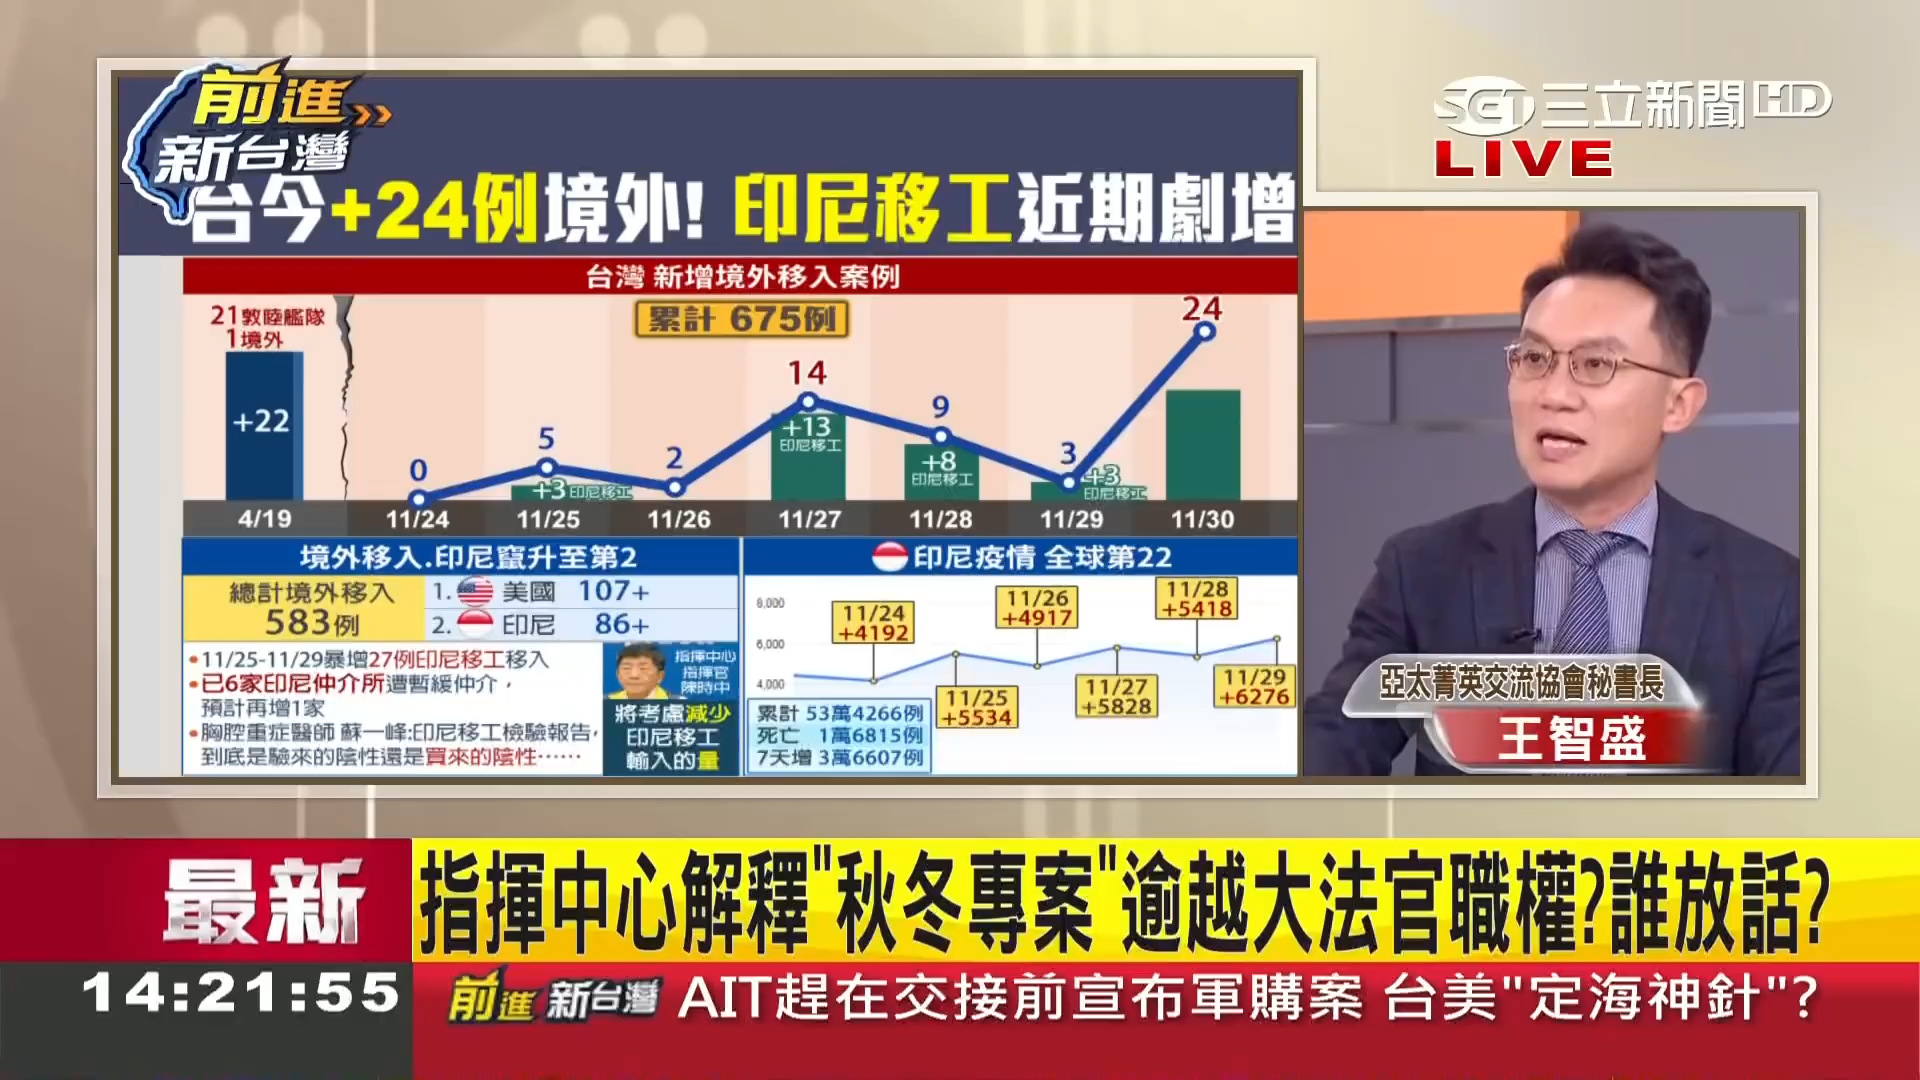 前進
新台灣
台今+24例境外! 印尼移工近期劇增
SET三立新聞HD
LIVE
台灣 新增境外移入案例
累計 675例
21敦睦艦隊
1境外
+22
0
5
2
14
9
3
24
+3印尼移工
+13
印尼移工
+8
印尼移工
+3
印尼移工
4/19
11/24
11/25
11/26
11/27
11/28
11/29
11/30
境外移入.印尼竄升至第2
總計境外移入
583例
1. 美國 107+
2. 印尼 86+
•11/25-11/29暴增27例印尼移工移入
•已6家印尼仲介所遭暫緩仲介,
預計再增1家
•胸腔重症醫師 蘇一峰:印尼移工檢驗報告,
到底是驗來的陰性還是買來的陰性⋯⋯
指揮中心
指揮官
陳時中
將考慮減少
印尼移工
輸入的量
印尼疫情 全球第22
8,000
6,000
4,000
11/24
+4192
11/25
+5534
11/26
+4917
11/27
+5828
11/28
+5418
11/29
+6276
累計 53萬4266例
死亡 1萬6815例
7天增 3萬6607例
亞太菁英交流協會秘書長
王智盛
最新
指揮中心解釋"秋冬專案"逾越大法官職權?誰放話?
14:21:55
前進新台灣
AIT趕在交接前宣布軍購案 台美"定海神針"?